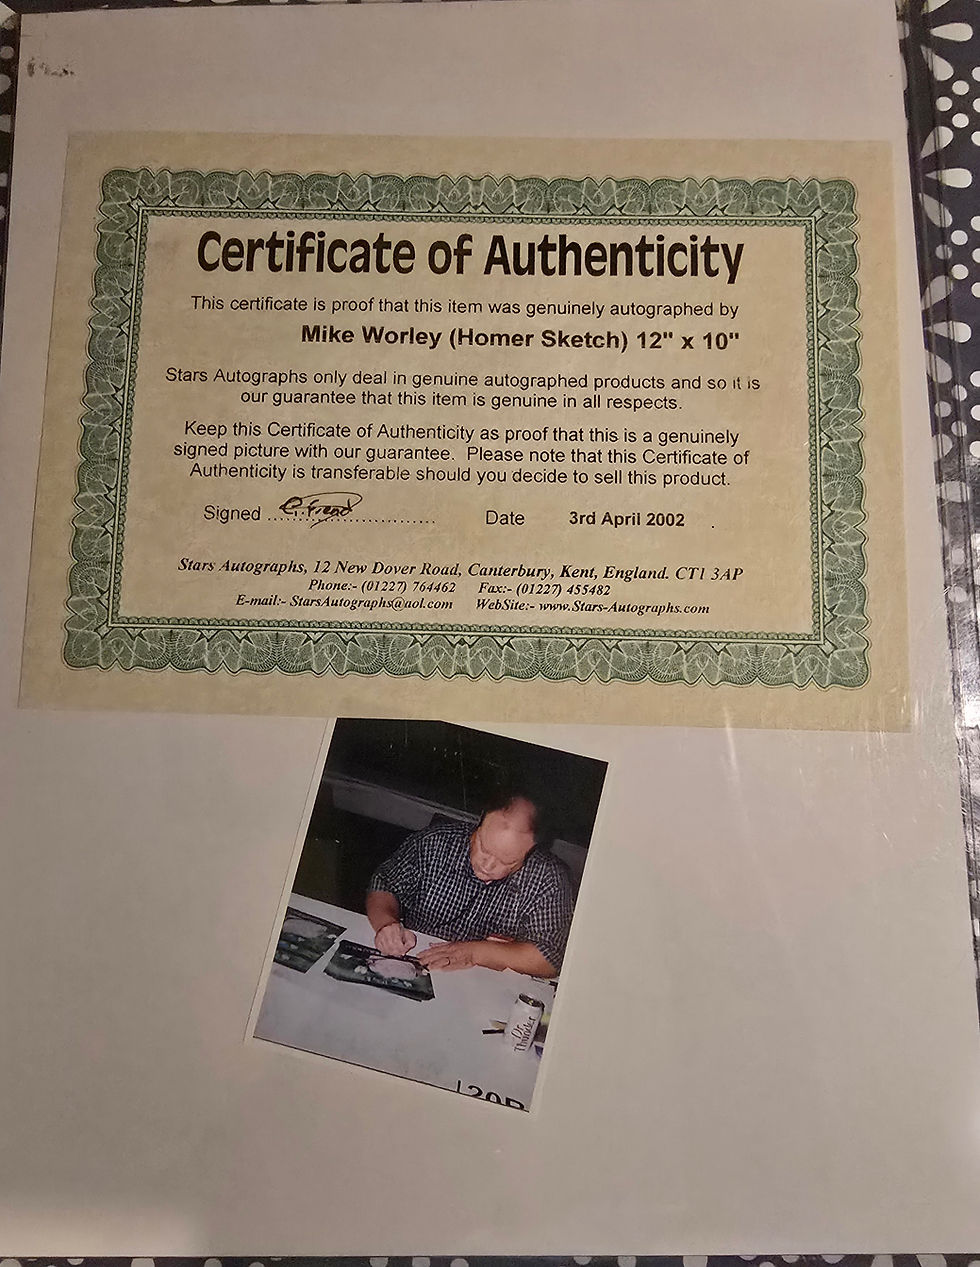 Certificate of Authenticity
This certificate is proof that this item was genuinely autographed by
Mike Worley (Homer Sketch) 12" x 10"
Stars Autographs only deal in genuine autographed products and so it is
our guarantee that this item is genuine in all respects.
Keep this Certificate of Authenticity as proof that this is a genuinely
signed picture with our guarantee. Please note that this Certificate of
Authenticity is transferable should you decide to sell this product.
Signed .............................. Date 3rd April 2002 .
Stars Autographs, 12 New Dover Road, Canterbury, Kent, England. CT1 3AP
Phone:- (01227) 764462 Fax:- (01227) 455482
E-mail:- StarsAutographs@aol.com WebSite:- www.Stars-Autographs.com
Dr.
Thunder